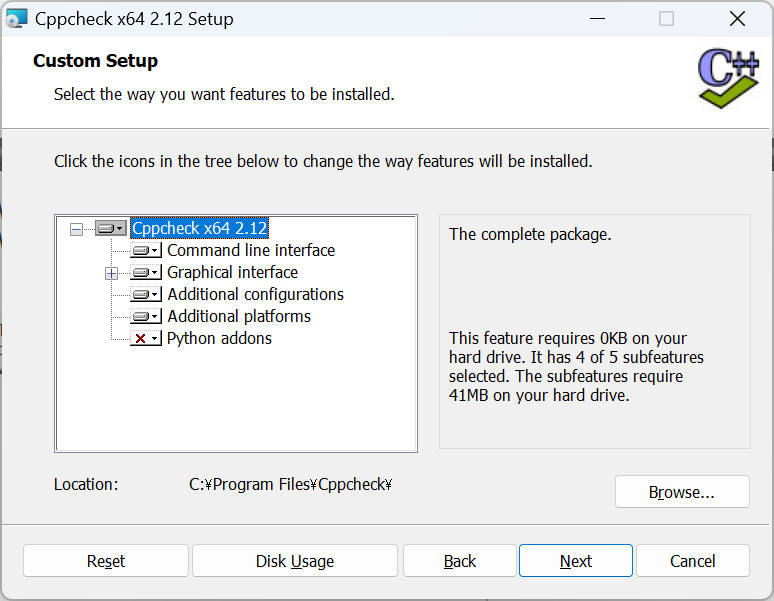 Cppcheck x64 2.12 Setup
Custom Setup
Select the way you want features to be installed.
C++
Click the icons in the tree below to change the way features will be installed.
Cppcheck x64 2.12
Command line interface
Graphical interface
Additional configurations
Additional platforms
Python addons
The complete package.
This feature requires 0KB on your
hard drive. It has 4 of 5 subfeatures
selected. The subfeatures require
41MB on your hard drive.
Location:
C:¥Program Files¥Cppcheck¥
Browse...
Reset
Disk Usage
Back
Next
Cancel